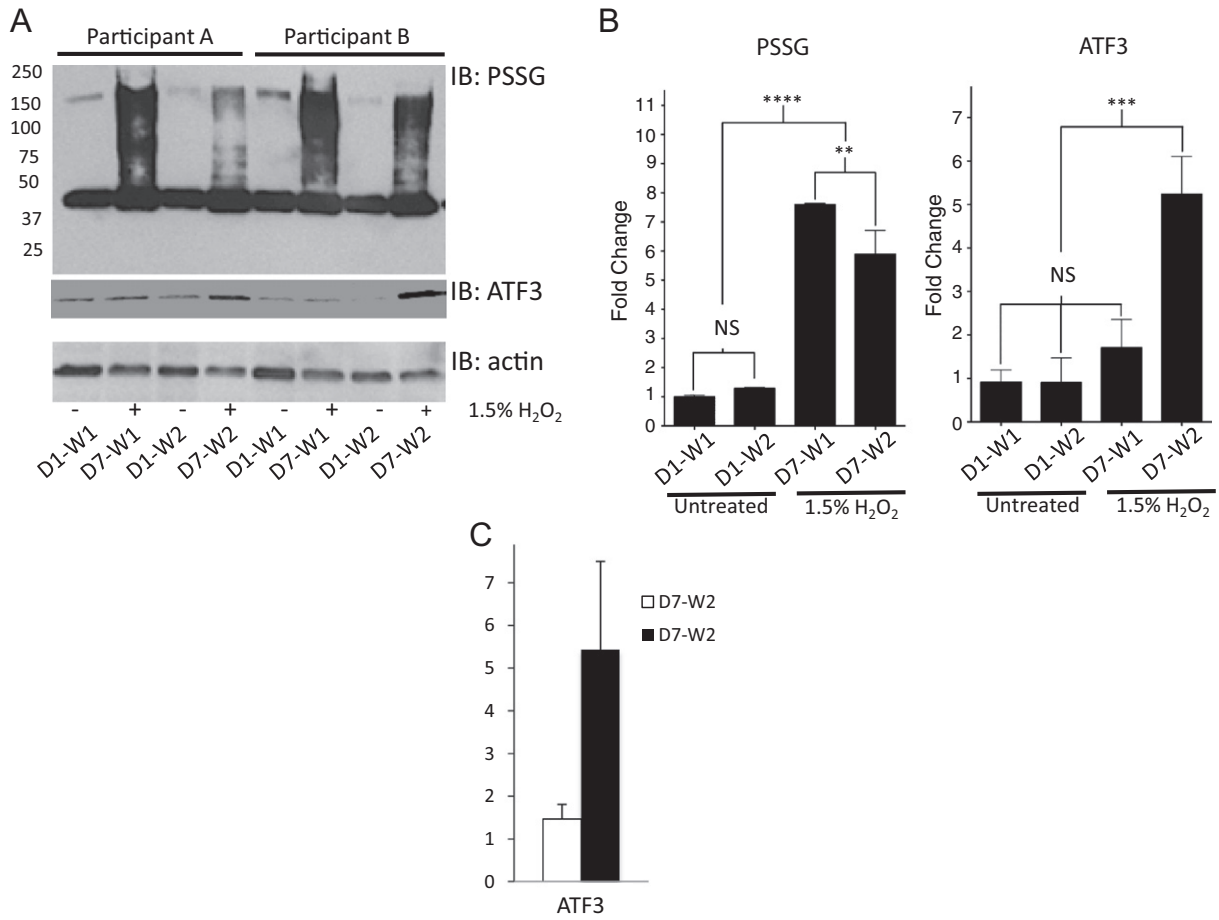 A
Participant A
Participant B
250
150
100
75
50
37
25
IB: PSSG
IB: ATF3
IB: actin
- + - + - + - +
1.5% H₂O₂
D1-W1
D7-W1
D1-W2
D7-W2
D1-W1
D7-W1
D1-W2
D7-W2
B
PSSG
Fold Change
11
10
9
8
7
6
5
4
3
2
1
0
****
**
NS
D1-W1
D1-W2
D7-W1
D7-W2
Untreated
1.5% H₂O₂
ATF3
Fold Change
7
6
5
4
3
2
1
0
***
NS
D1-W1
D1-W2
D7-W1
D7-W2
Untreated
1.5% H₂O₂
C
7
6
5
4
3
2
1
0
D7-W2
D7-W2
ATF3